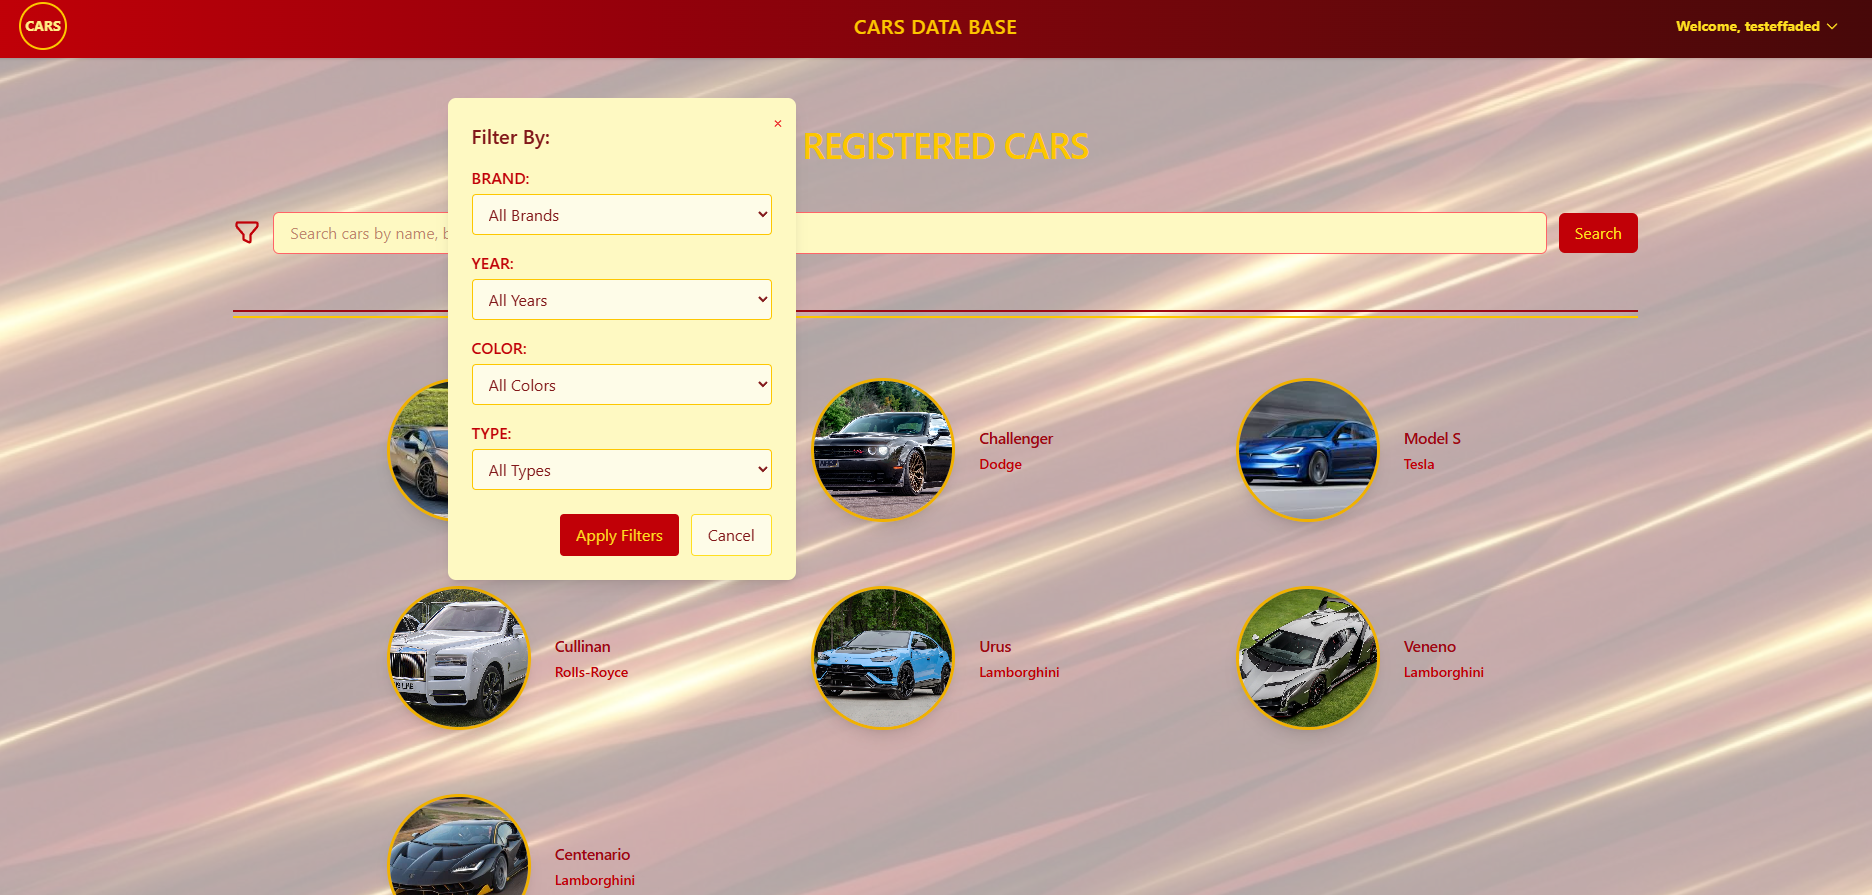 CARS
CARS DATA BASE
Welcome, testeffaded
Filter By:
×
REGISTERED CARS
BRAND:
All Brands
Search cars by name,
Search
YEAR:
All Years
COLOR:
All Colors
TYPE:
All Types
Apply Filters
Cancel
Challenger
Dodge
Model S
Tesla
Cullinan
Rolls-Royce
Urus
Lamborghini
Veneno
Lamborghini
Centenario
Lamborghini